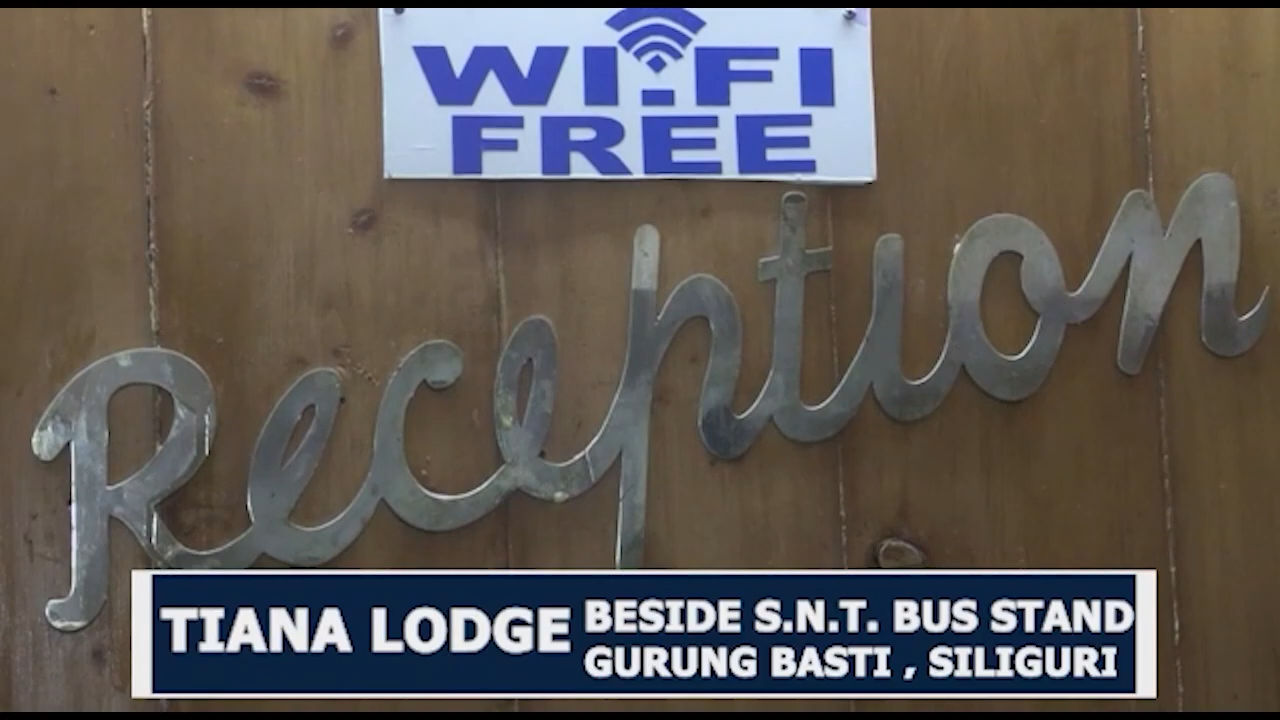 WI-FI
FREE
Reception
TIANA LODGE
BESIDE S.N.T. BUS STAND
GURUNG BASTI , SILIGURI